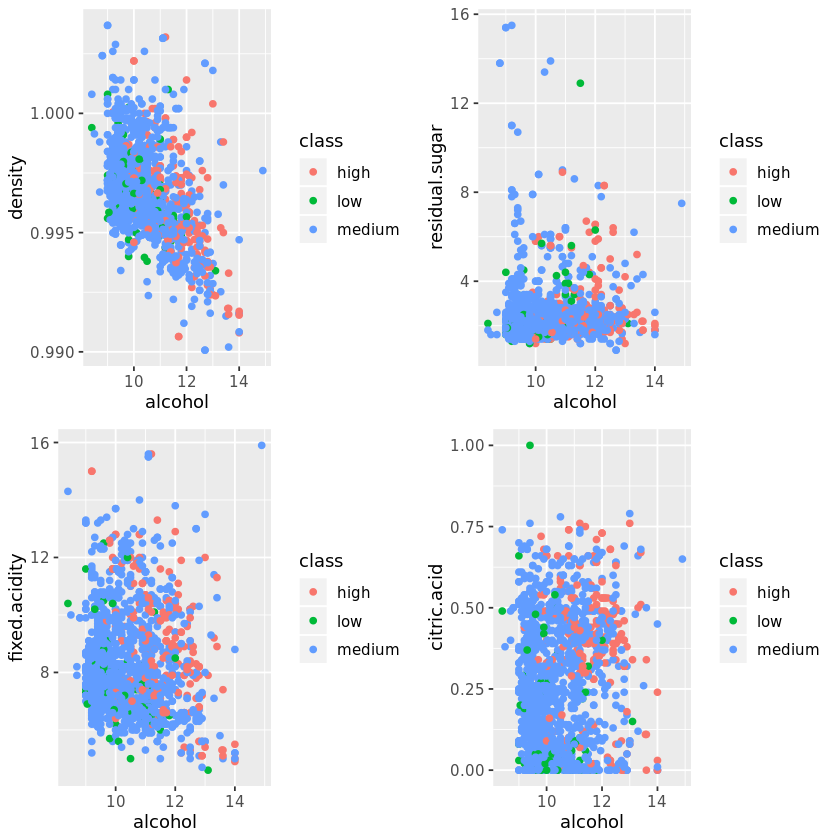 density
1.000
0.995
0.990
10 12 14
alcohol
class
high
low
medium
residual.sugar
16
12
8
4
10 12 14
alcohol
class
high
low
medium
fixed.acidity
16
12
8
10 12 14
alcohol
class
high
low
medium
citric.acid
1.00
0.75
0.50
0.25
0.00
10 12 14
alcohol
class
high
low
medium